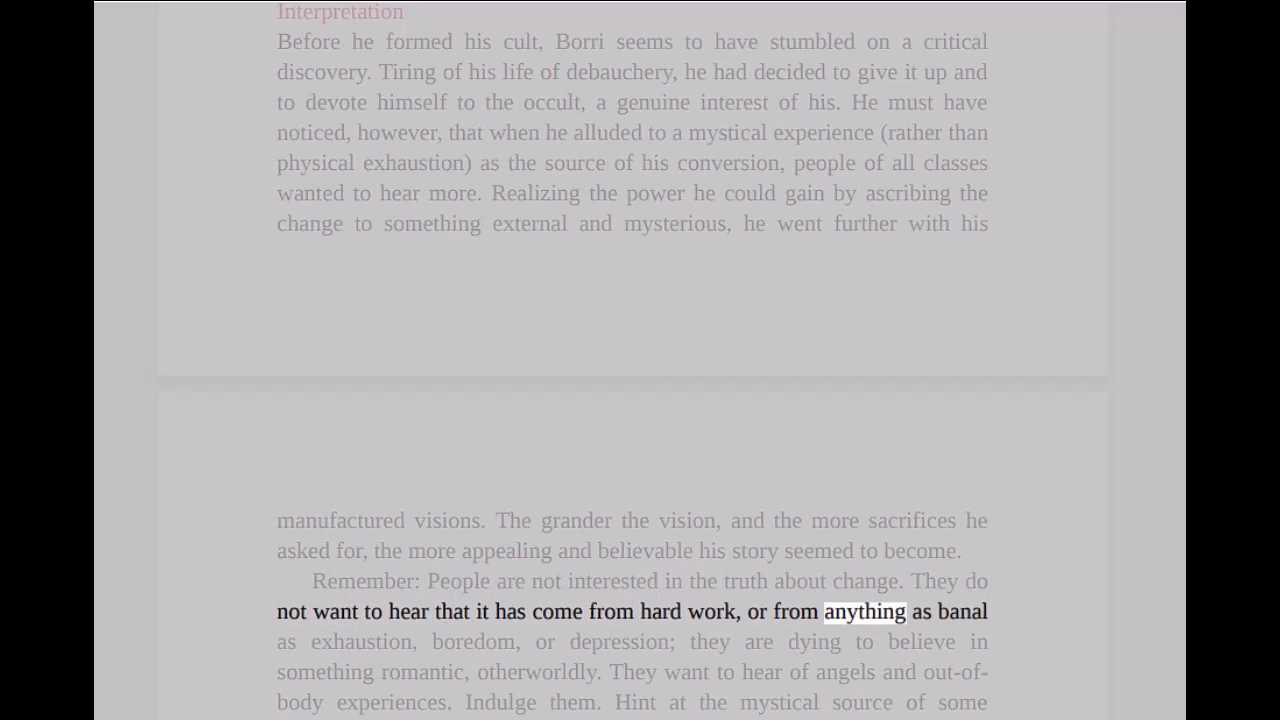 Interpretation
Before he formed his cult, Borri seems to have stumbled on a critical
discovery. Tiring of his life of debauchery, he had decided to give it up and
to devote himself to the occult, a genuine interest of his. He must have
noticed, however, that when he alluded to a mystical experience (rather than
physical exhaustion) as the source of his conversion, people of all classes
wanted to hear more. Realizing the power he could gain by ascribing the
change to something external and mysterious, he went further with his
manufactured visions. The grander the vision, and the more sacrifices he
asked for, the more appealing and believable his story seemed to become.
Remember: People are not interested in the truth about change. They do
not want to hear that it has come from hard work, or from anything as banal
as exhaustion, boredom, or depression; they are dying to believe in
something romantic, otherworldly. They want to hear of angels and out-of-
body experiences. Indulge them. Hint at the mystical source of some